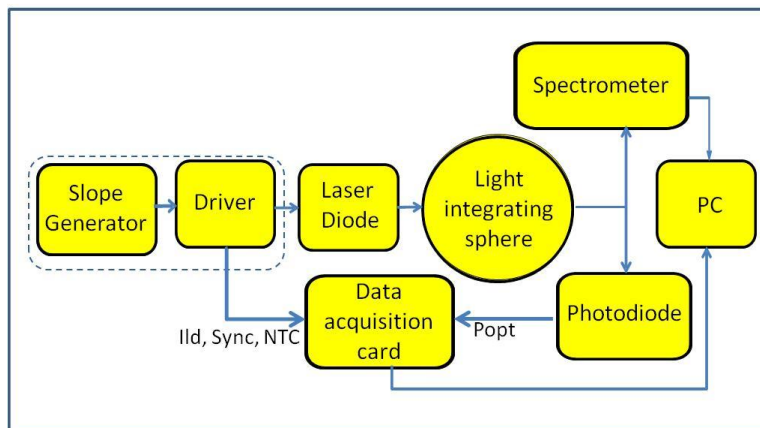 Spectrometer
Slope
Generator
Driver
Laser
Diode
Light
integrating
sphere
PC
Data
acquisition
card
Photodiode
Ild, Sync, NTC
Popt